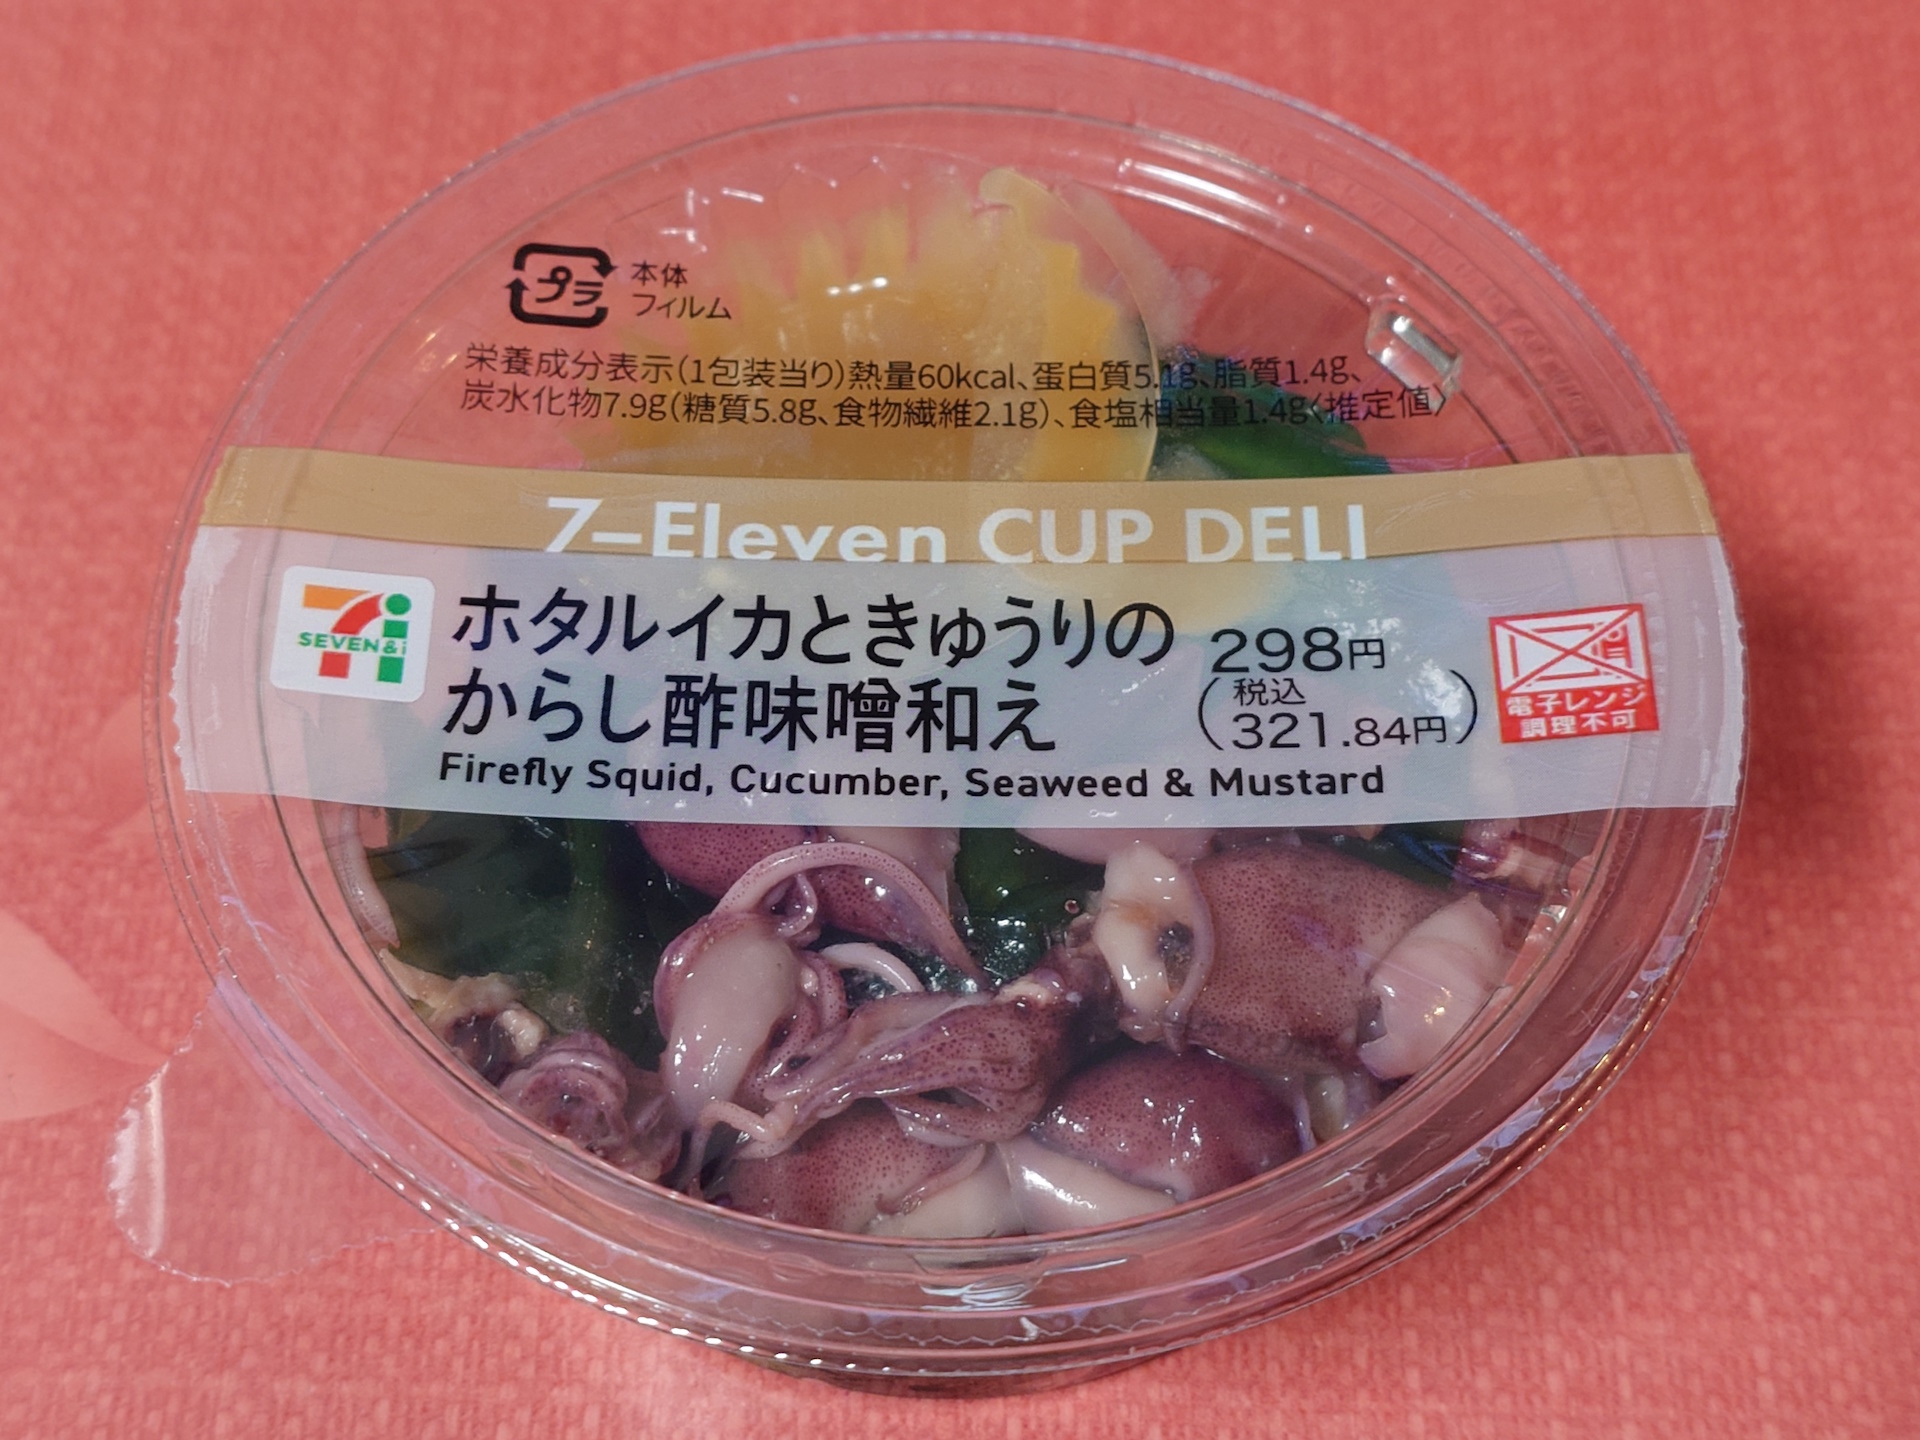 プラ
本体
フィルム
栄養成分表示(1包装当り)熱量60kcal、蛋白質5.1g、脂質1.4g、
炭水化物7.9g(糖質5.8g、食物繊維2.1g)、食塩相当量1.4g〈推定値〉
7-Eleven CUP DELI
SEVEN&i
ホタルイカときゅうりの
からし酢味噌和え
298円
(税込
321.84円)
電子レンジ
調理不可
Firefly Squid, Cucumber, Seaweed & Mustard